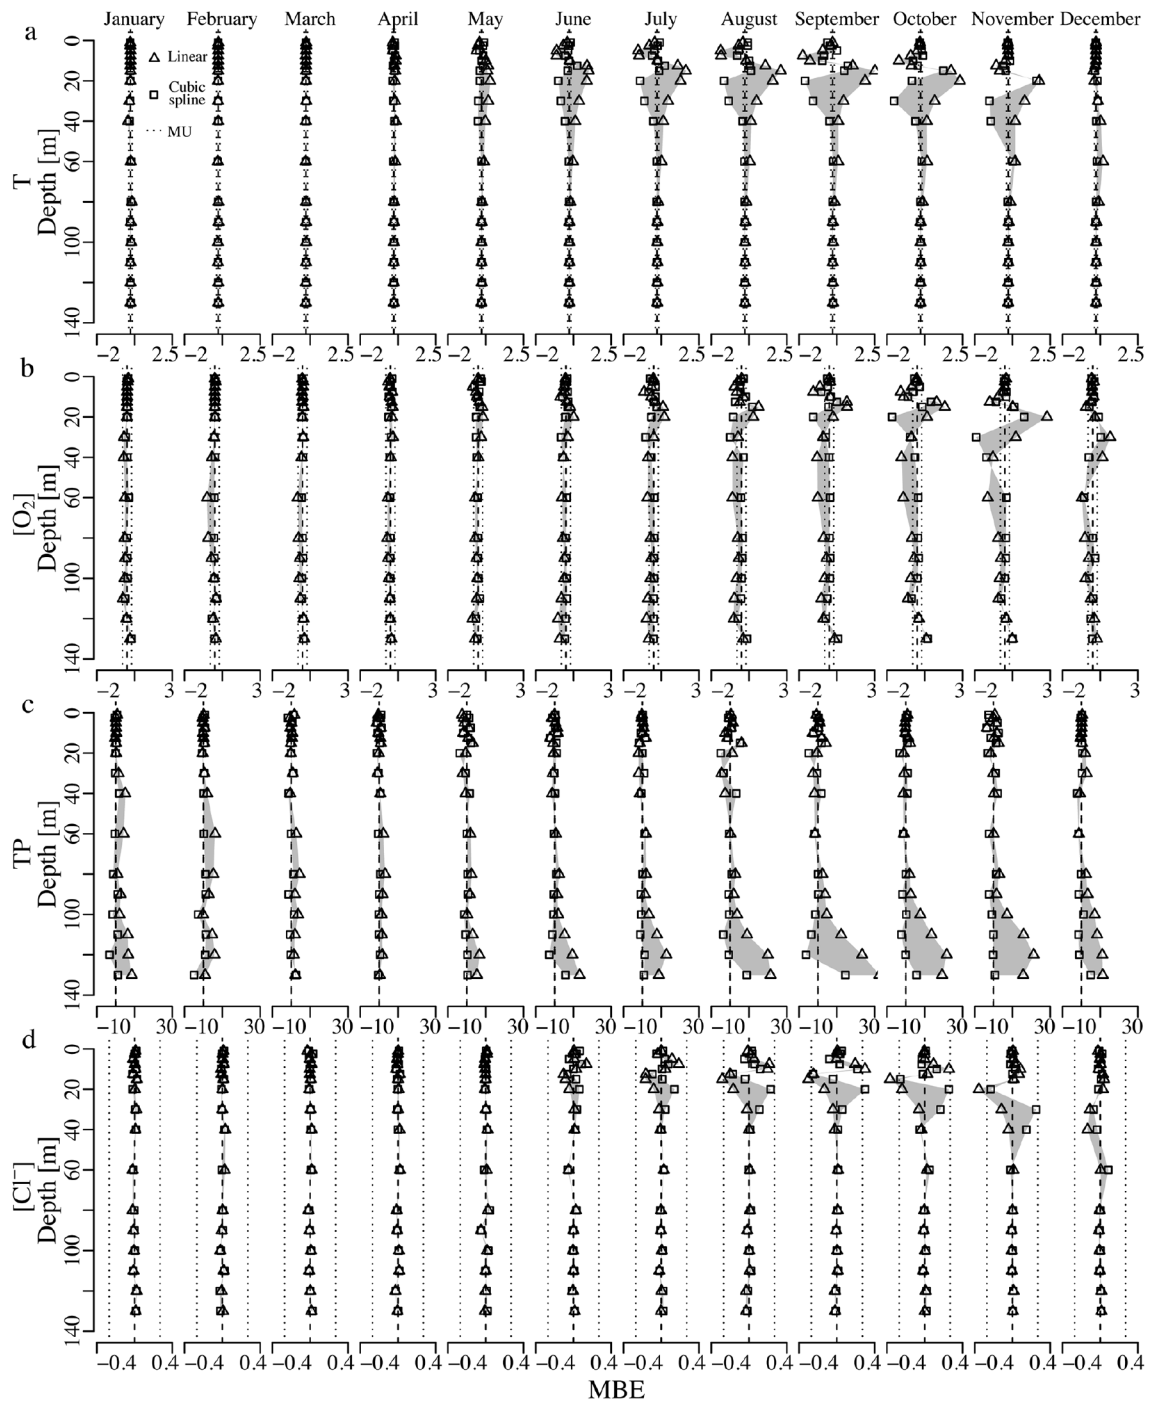 January February March April May June July August September October November December
a
Linear
Cubic
spline
MU
T
Depth [m]
0 20 40 60 100 140
−2 2.5 −2 2.5 −2 2.5 −2 2.5 −2 2.5 −2 2.5 −2 2.5 −2 2.5 −2 2.5 −2 2.5 −2 2.5 −2 2.5
b
[O2]
Depth [m]
0 20 40 60 100 140
−2 3 −2 3 −2 3 −2 3 −2 3 −2 3 −2 3 −2 3 −2 3 −2 3 −2 3 −2 3
c
TP
Depth [m]
0 20 40 60 100 140
−10 30 −10 30 −10 30 −10 30 −10 30 −10 30 −10 30 −10 30 −10 30 −10 30 −10 30 −10 30
d
[Cl−]
Depth [m]
0 20 40 60 100 140
−0.4 0.4 −0.4 0.4 −0.4 0.4 −0.4 0.4 −0.4 0.4 −0.4 0.4 −0.4 0.4 −0.4 0.4 −0.4 0.4 −0.4 0.4 −0.4 0.4 −0.4 0.4
MBE